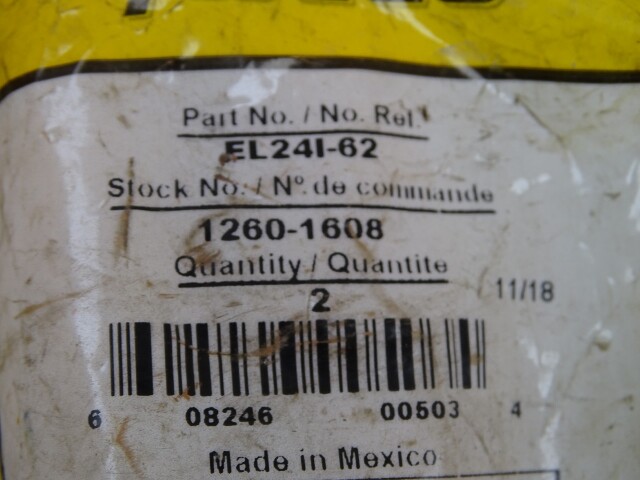 Part No. / No. Rel.
EL24I-62
Stock No. / Nº. de commande
1260-1608
Quantity / Quantite
2
11/18
6 08246 00503 4
Made in Mexico